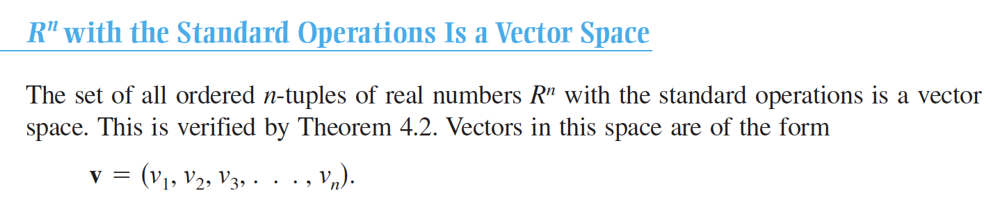 Rⁿ with the Standard Operations Is a Vector Space
The set of all ordered n-tuples of real numbers Rⁿ with the standard operations is a vector
space. This is verified by Theorem 4.2. Vectors in this space are of the form
v = (v₁, v₂, v₃, . . . , vₙ).